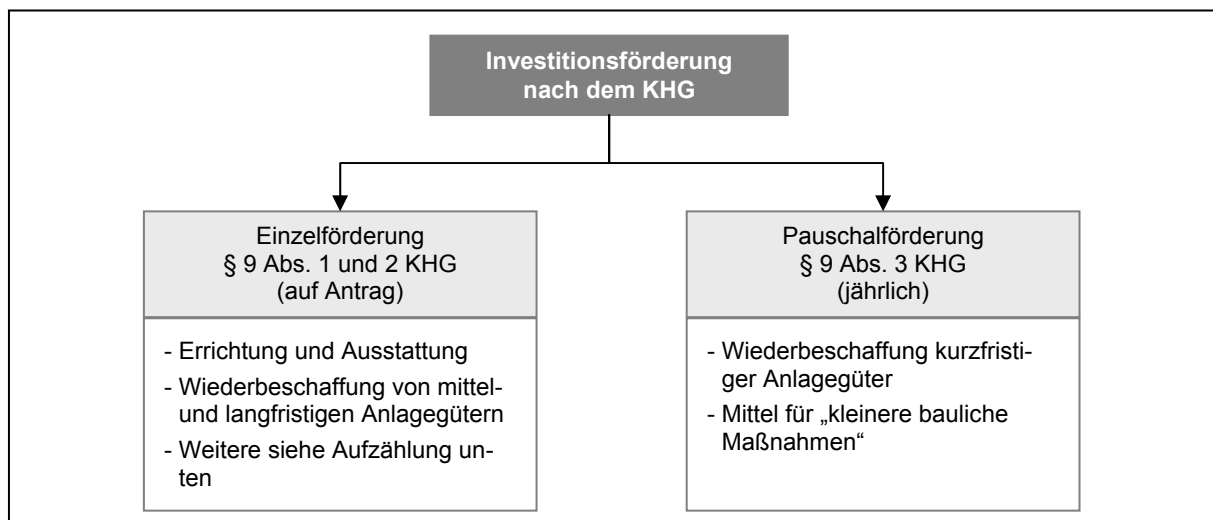 Investitionsförderung
nach dem KHG
Einzelförderung
§ 9 Abs. 1 und 2 KHG
(auf Antrag)
- Errichtung und Ausstattung
- Wiederbeschaffung von mittel-
und langfristigen Anlagegütern
- Weitere siehe Aufzählung un-
ten
Pauschalförderung
§ 9 Abs. 3 KHG
(jährlich)
- Wiederbeschaffung kurzfristi-
ger Anlagegüter
- Mittel für „kleinere bauliche
Maßnahmen“